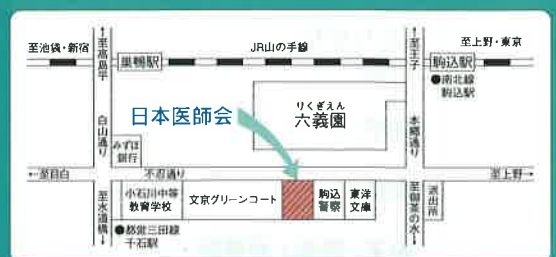 至池袋・新宿
至高島平
巣鴨駅
JR山の手線
至王子
駒込駅
至上野・東京
●南北線
駒込駅
白山通り
日本医師会
りくぎえん
六義園
本郷通り
みずほ
銀行
至目白
不忍通り
至上野
至水道橋
小石川中等
教育学校
文京グリーンコート
駒込
警察
東洋
文庫
至御茶の水
派出所
●都営三田線
千石駅